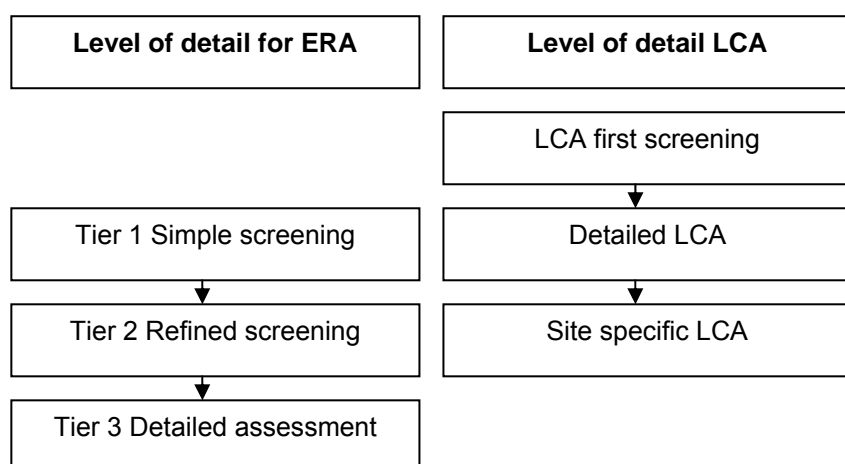 Level of detail for ERA
Level of detail LCA
LCA first screening
Tier 1 Simple screening
Detailed LCA
Tier 2 Refined screening
Site specific LCA
Tier 3 Detailed assessment